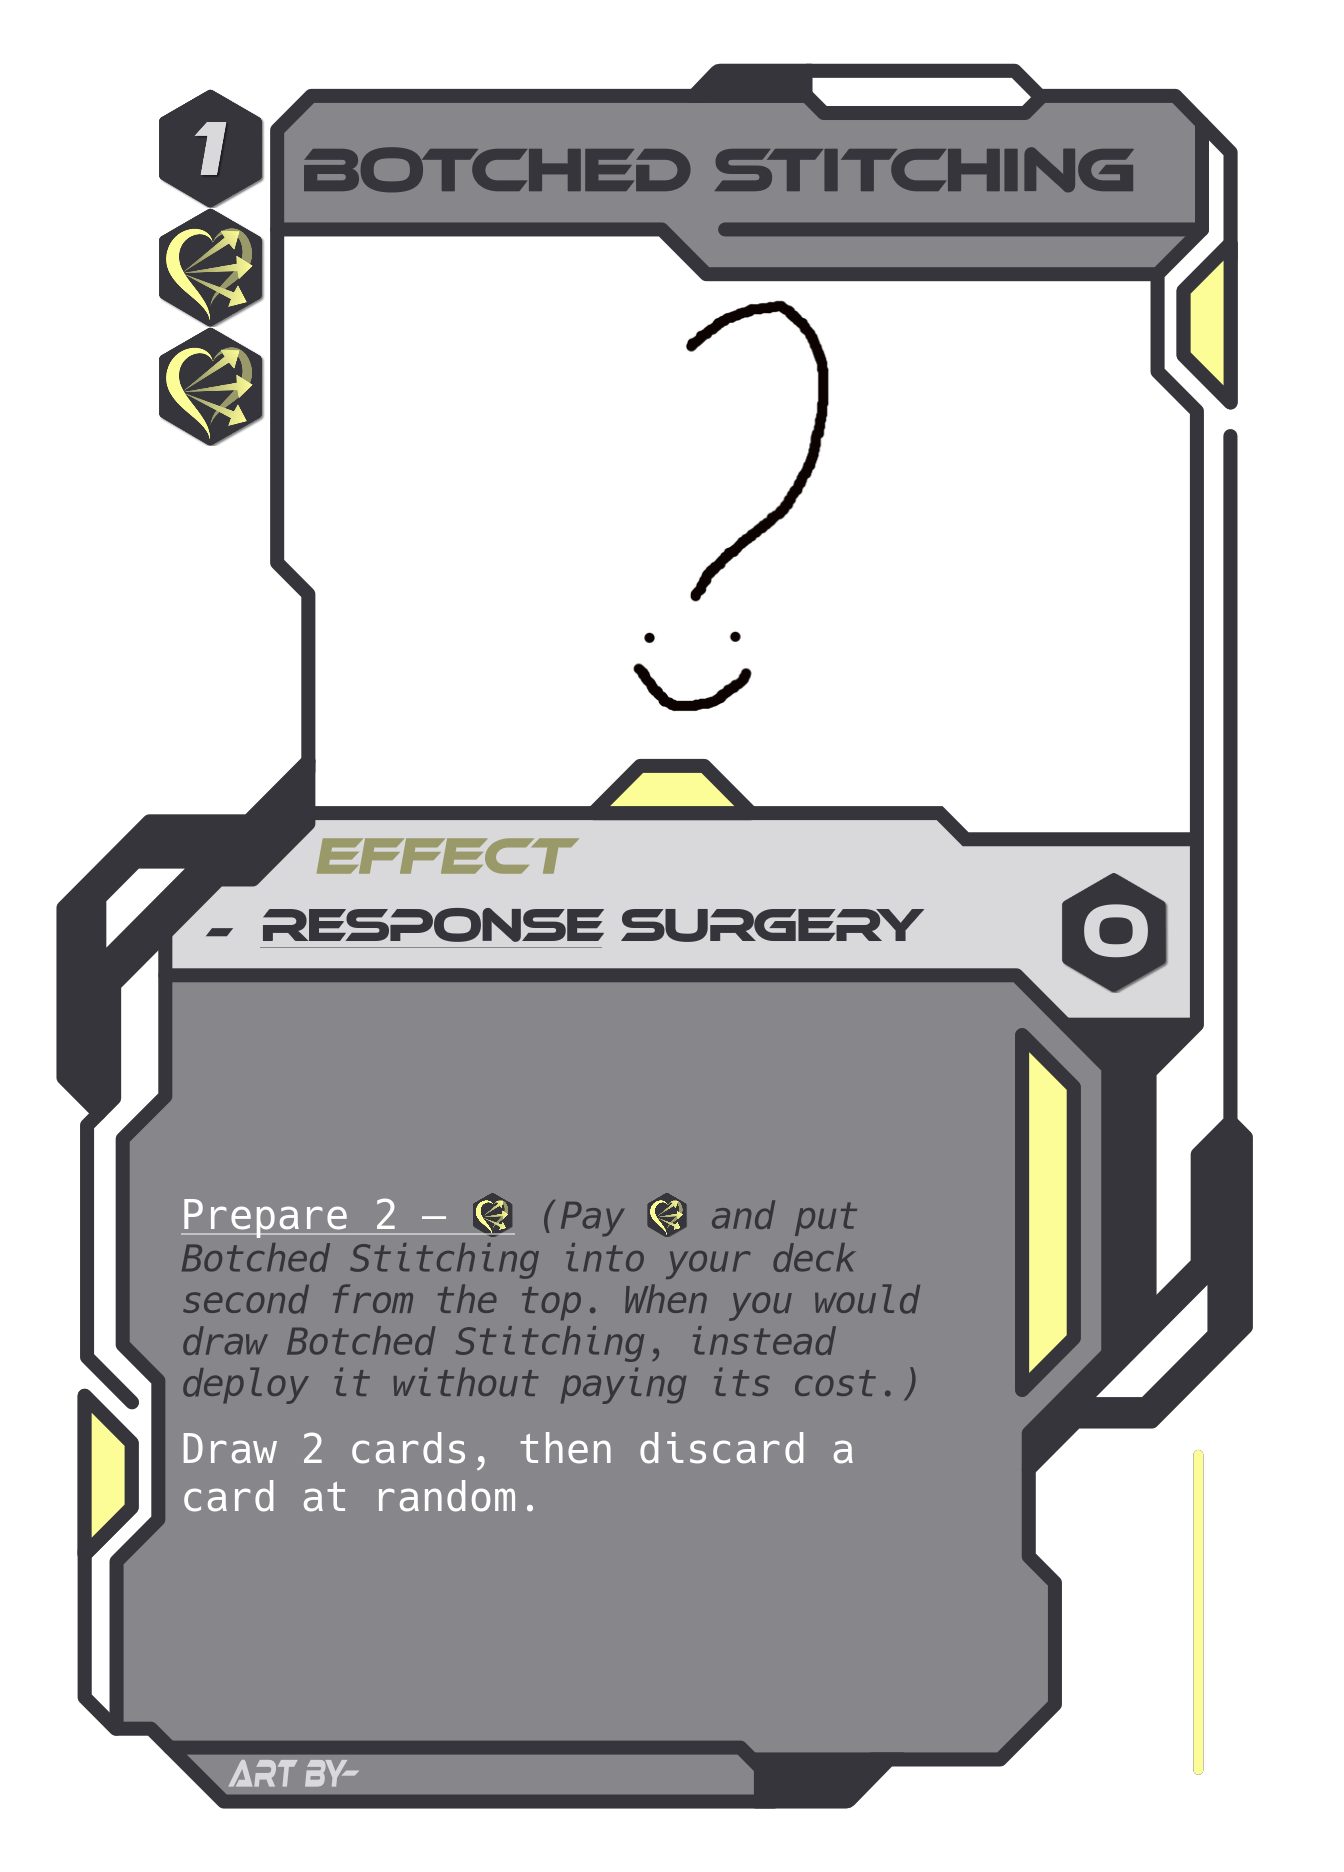 1
BOTCHED STITCHING
EFFECT
- RESPONSE SURGERY
0
Prepare 2 — (Pay and put
Botched Stitching into your deck
second from the top. When you would
draw Botched Stitching, instead
deploy it without paying its cost.)
Draw 2 cards, then discard a
card at random.
ART BY-